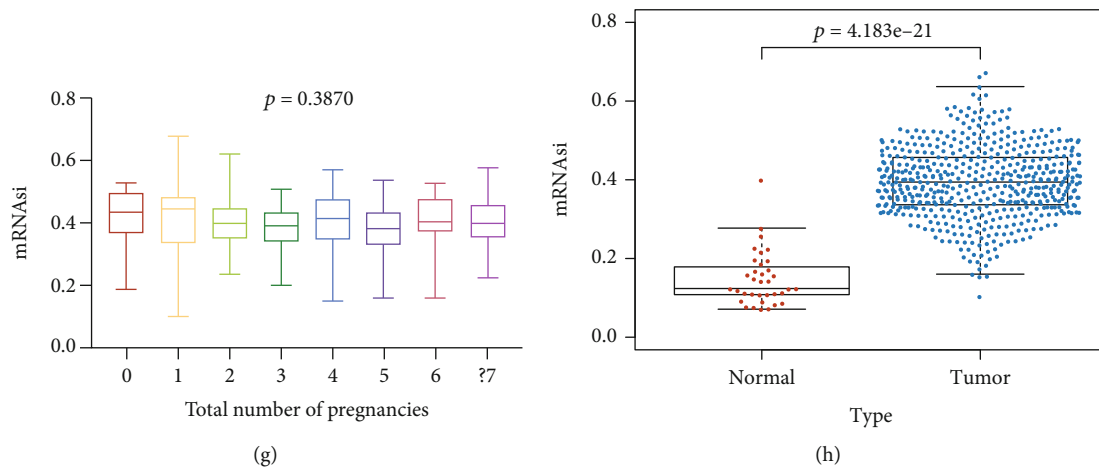 mRNAsi
0.8
0.6
0.4
0.2
0.0
p = 0.3870
0 1 2 3 4 5 6 ?7
Total number of pregnancies
(g)
mRNAsi
0.8
0.6
0.4
0.2
0.0
p = 4.183e–21
Normal Tumor
Type
(h)